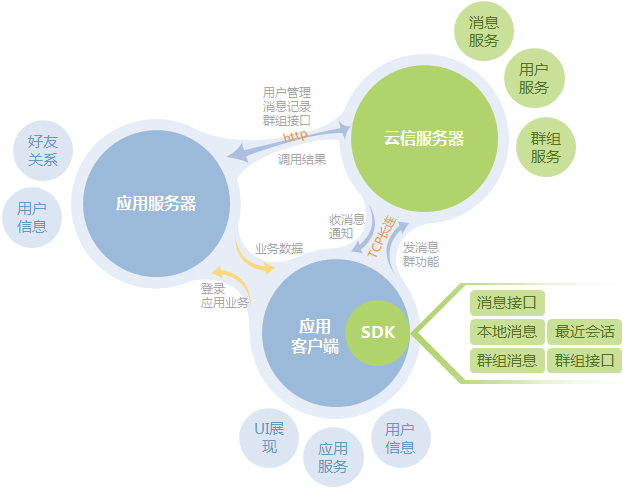 消息
服务
用户
服务
用户管理
消息记录
群组接口
http
云信服务器
群组
服务
好友
关系
调用结果
应用服务器
用户
信息
收消息
通知
TCP长连
发消息
群功能
业务数据
登录
应用业务
消息接口
应用
客户端
SDK
本地消息
最近会话
群组消息
群组接口
UI展
现
应用
服务
用户
信息